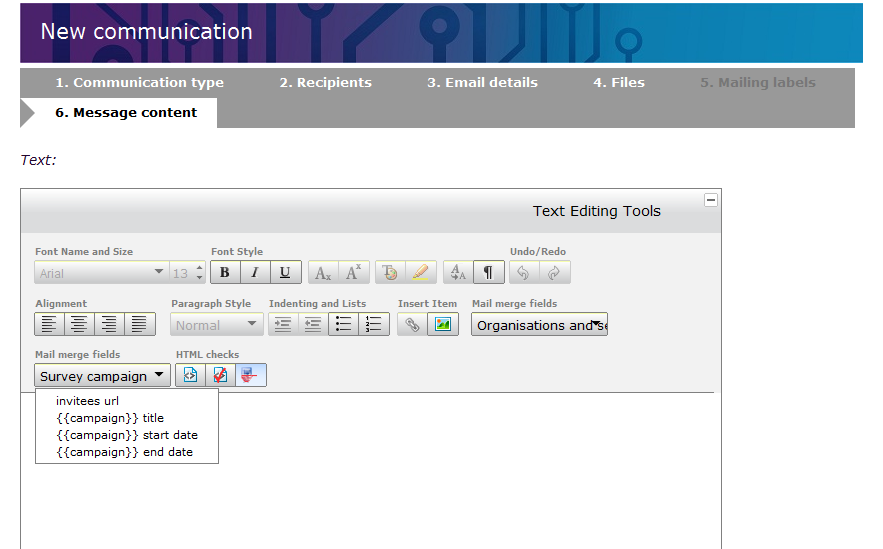 New communication
1. Communication type 2. Recipients 3. Email details 4. Files 5. Mailing labels
6. Message content
Text:
Text Editing Tools
Font Name and Size Font Style Undo/Redo
Arial 13 B I U Ax Ax AA ¶
Alignment Paragraph Style Indenting and Lists Insert Item Mail merge fields
Normal Organisations and se
Mail merge fields HTML checks
Survey campaign
invitees url
{{campaign}} title
{{campaign}} start date
{{campaign}} end date